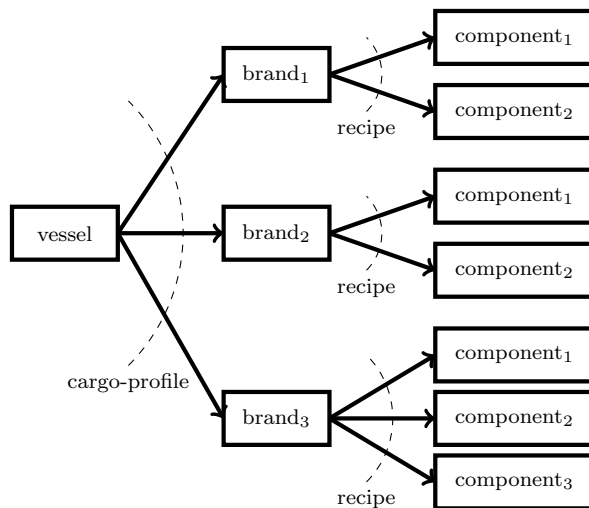 component₁
brand₁
component₂
recipe
component₁
vessel
brand₂
component₂
recipe
component₁
cargo-profile
brand₃
component₂
component₃
recipe